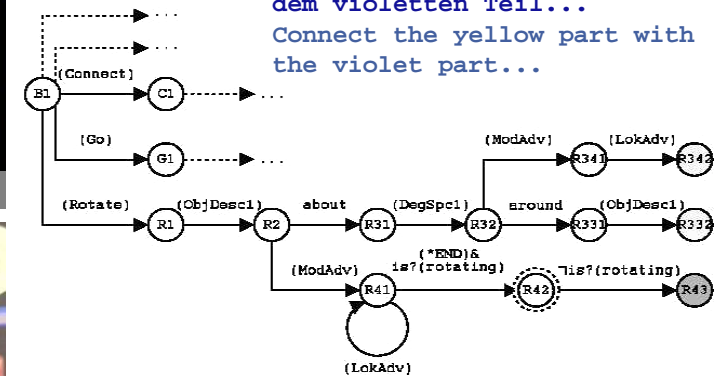 dem violetten Teil...
Connect the yellow part with
the violet part...
...
...
(Connect)
B1 C1 ...
(Go)
G1 ...
(ModAdv) (LokAdv)
R341 R342
(Rotate) (ObjDesc1) about (DegSpc1) around (ObjDesc1)
R1 R2 R31 R32 R331 R332
(*END)&
(ModAdv) is?(rotating) ¬is?(rotating)
R41 R42 R43
(LokAdv)